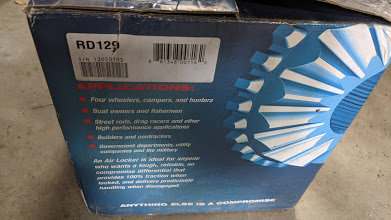 RD129
S/N 13050703
APPLICATIONS:
Four wheelers, campers, and hunters
Boat owners and fishermen
Street rods, drag racers and other
high performance applications
Builders and contractors
Government departments, utility
companies and the military
An Air Locker is ideal for anyone
who wants a tough, reliable, no
compromise differential that
provides 100% traction when
locked, and delivers predictable
handling when disengaged.
ANYTHING ELSE IS A COMPROMISE